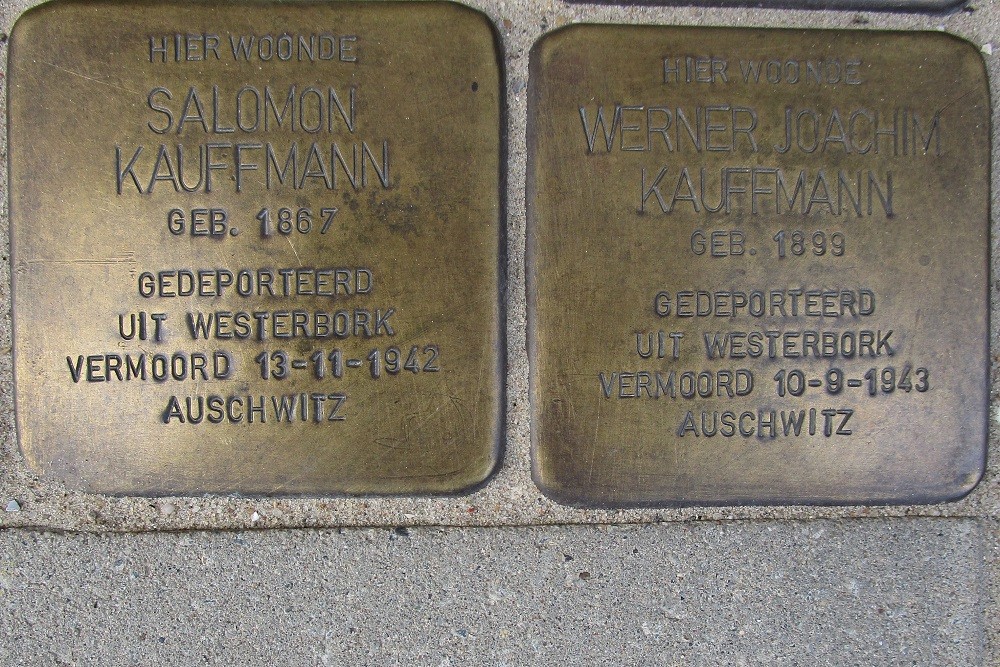 HIER WOONDE
SALOMON
KAUFFMANN
GEB. 1867
GEDEPORTEERD
UIT WESTERBORK
VERMOORD 13-11-1942
AUSCHWITZ
HIER WOONDE
WERNER JOACHIM
KAUFFMANN
GEB. 1899
GEDEPORTEERD
UIT WESTERBORK
VERMOORD 10-9-1943
AUSCHWITZ